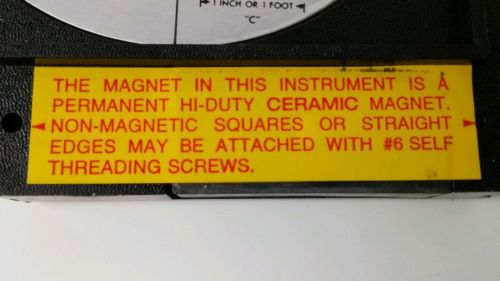 1 INCH OR 1 FOOT
"C"
THE MAGNET IN THIS INSTRUMENT IS A
PERMANENT HI-DUTY CERAMIC MAGNET.
NON-MAGNETIC SQUARES OR STRAIGHT
EDGES MAY BE ATTACHED WITH #6 SELF
THREADING SCREWS.